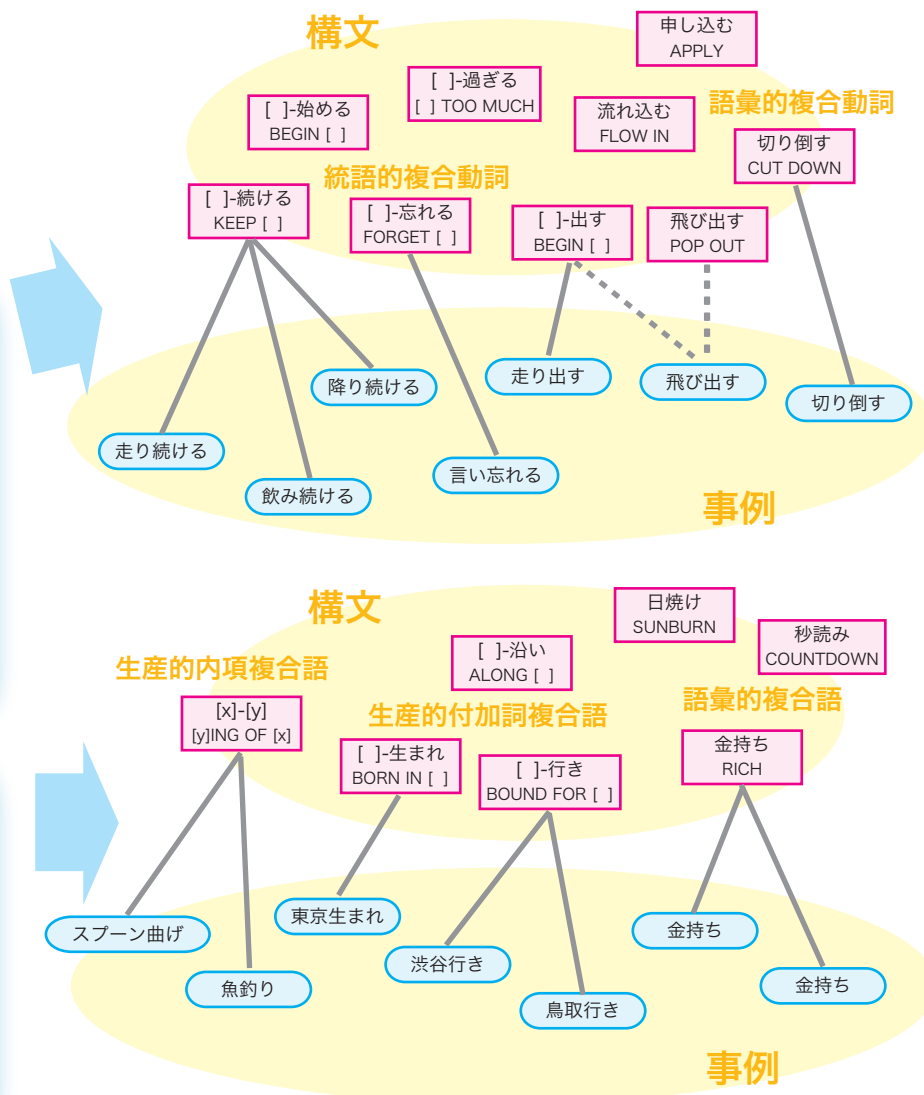 構文
申し込む
APPLY
[ ]-過ぎる
[ ] TOO MUCH
[ ]-始める
BEGIN [ ]
流れ込む
FLOW IN
語彙的複合動詞
切り倒す
CUT DOWN
統語的複合動詞
[ ]-続ける
KEEP [ ]
[ ]-忘れる
FORGET [ ]
[ ]-出す
BEGIN [ ]
飛び出す
POP OUT
降り続ける
走り出す
飛び出す
切り倒す
走り続ける
飲み続ける
言い忘れる
事例
構文
日焼け
SUNBURN
秒読み
COUNTDOWN
[ ]-沿い
ALONG [ ]
生産的内項複合語
[x]-[y]
[y]ING OF [x]
生産的付加詞複合語
語彙的複合語
[ ]-生まれ
BORN IN [ ]
[ ]-行き
BOUND FOR [ ]
金持ち
RICH
スプーン曲げ
東京生まれ
金持ち
渋谷行き
魚釣り
鳥取行き
金持ち
事例